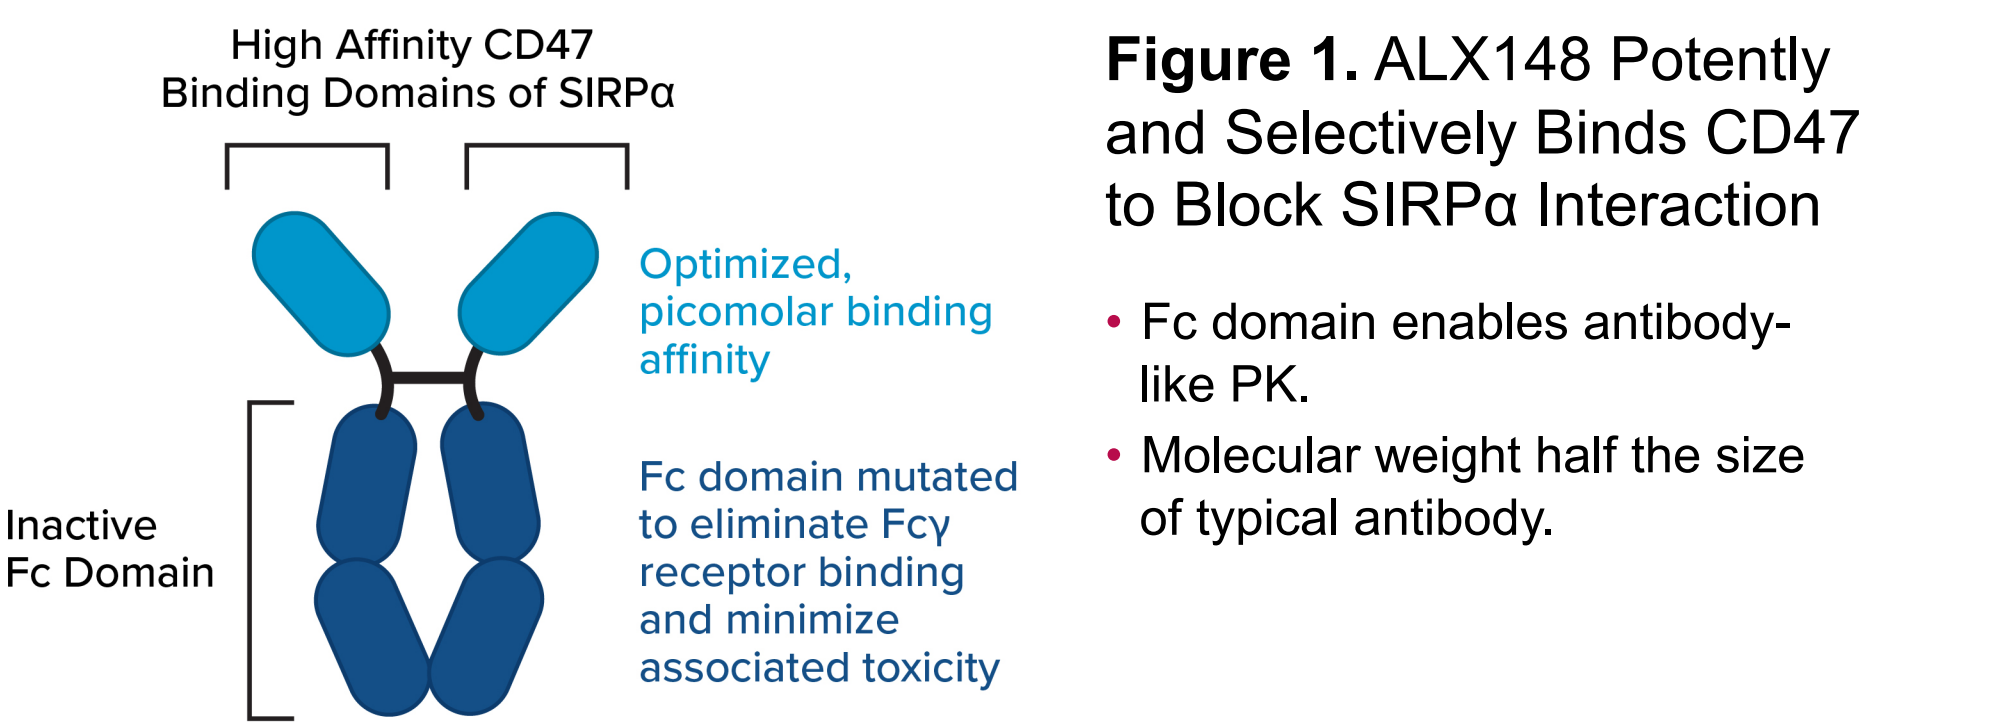 High Affinity CD47
Binding Domains of SIRPα
Optimized,
picomolar binding
affinity
Inactive
Fc Domain
Fc domain mutated
to eliminate Fcγ
receptor binding
and minimize
associated toxicity
Figure 1. ALX148 Potently
and Selectively Binds CD47
to Block SIRPα Interaction
• Fc domain enables antibody-
like PK.
• Molecular weight half the size
of typical antibody.